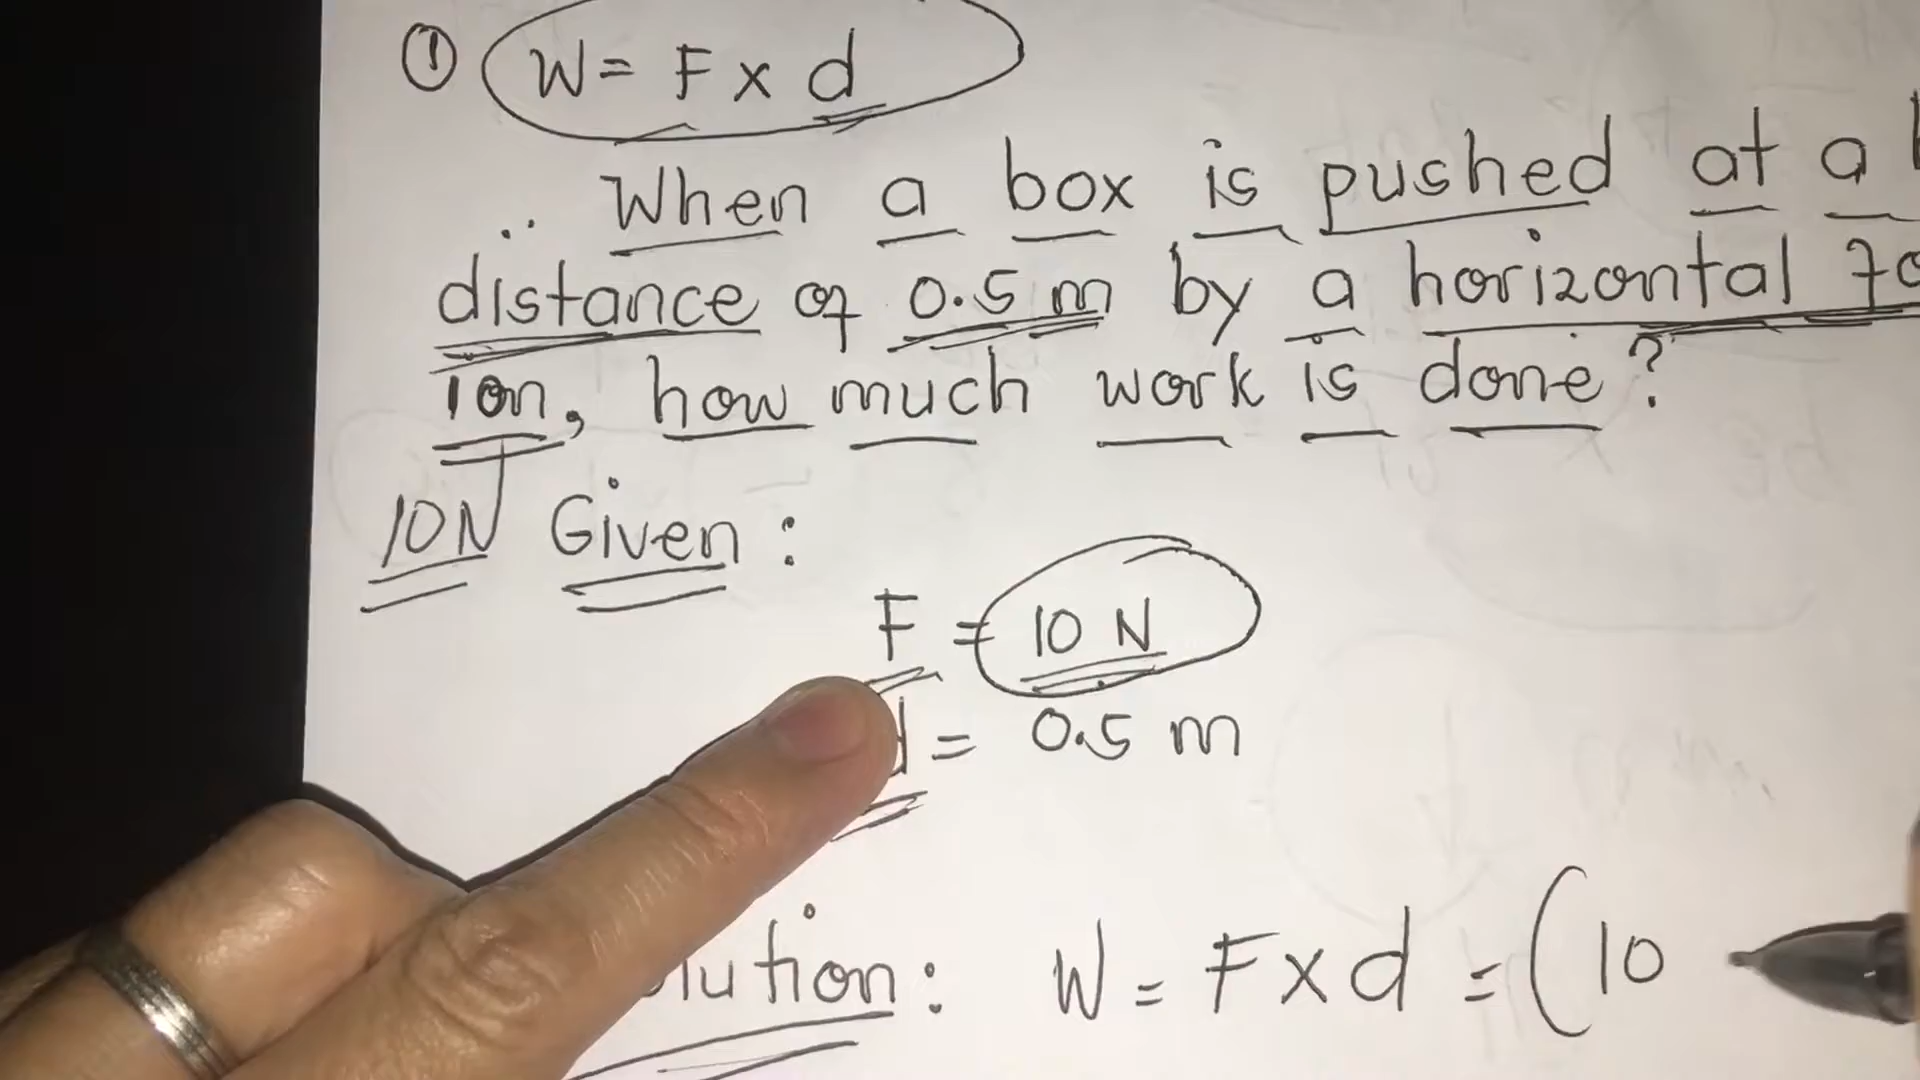 ① W = F x d
When a box is pushed at a
distance of 0.5 m by a horizontal
10n, how much work is done?
10N Given :
F = 10 N
d = 0.5 m
: W = F x d = (10